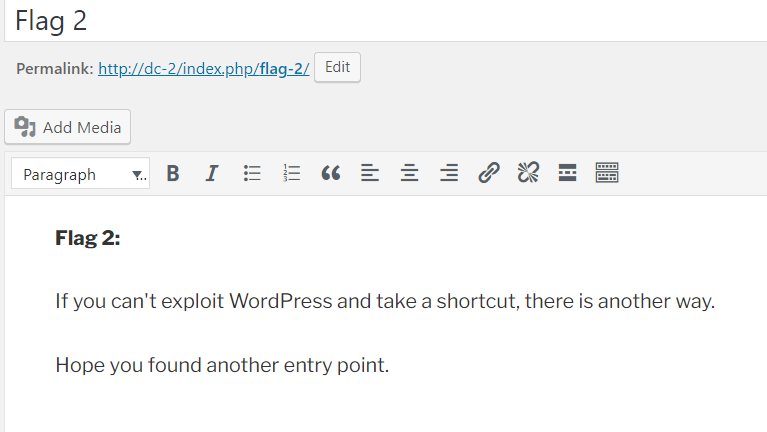 Flag 2
Permalink: http://dc-2/index.php/flag-2/ Edit
Add Media
Paragraph
Flag 2:
If you can't exploit WordPress and take a shortcut, there is another way.
Hope you found another entry point.